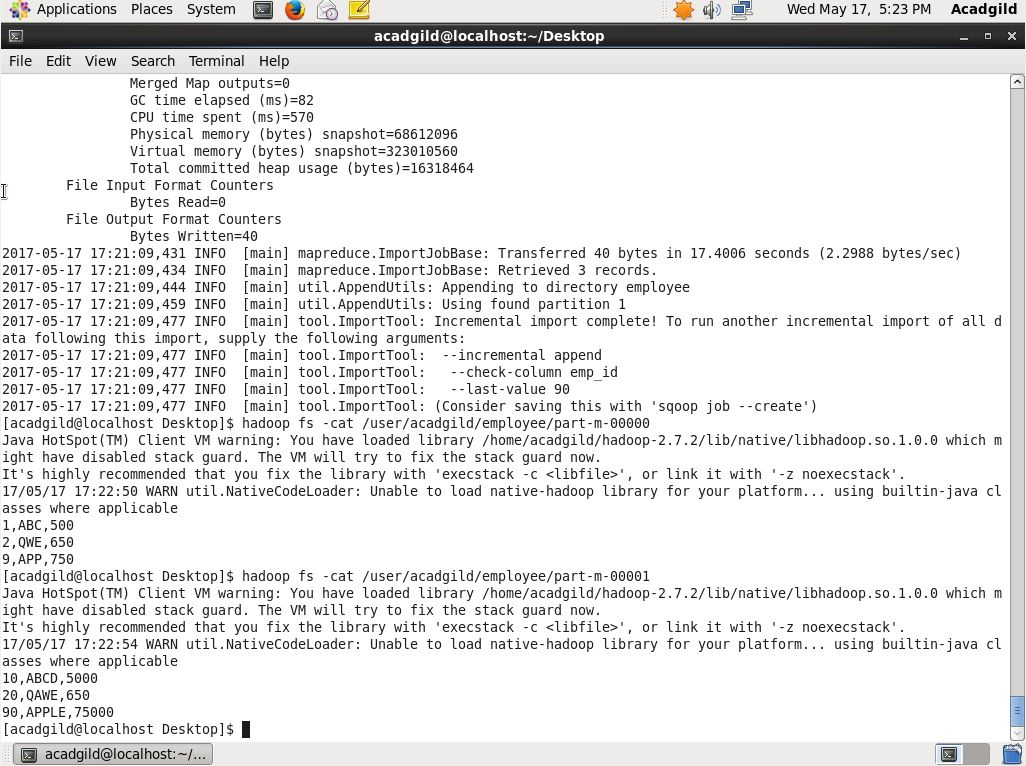 Applications Places System Wed May 17, 5:23 PM Acadgild
acadgild@localhost:~/Desktop
File Edit View Search Terminal Help
Merged Map outputs=0
GC time elapsed (ms)=82
CPU time spent (ms)=570
Physical memory (bytes) snapshot=68612096
Virtual memory (bytes) snapshot=323010560
Total committed heap usage (bytes)=16318464
File Input Format Counters
Bytes Read=0
File Output Format Counters
Bytes Written=40
2017-05-17 17:21:09,431 INFO  [main] mapreduce.ImportJobBase: Transferred 40 bytes in 17.4006 seconds (2.2988 bytes/sec)
2017-05-17 17:21:09,434 INFO  [main] mapreduce.ImportJobBase: Retrieved 3 records.
2017-05-17 17:21:09,444 INFO  [main] util.AppendUtils: Appending to directory employee
2017-05-17 17:21:09,459 INFO  [main] util.AppendUtils: Using found partition 1
2017-05-17 17:21:09,477 INFO  [main] tool.ImportTool: Incremental import complete! To run another incremental import of all d
ata following this import, supply the following arguments:
2017-05-17 17:21:09,477 INFO  [main] tool.ImportTool:  --incremental append
2017-05-17 17:21:09,477 INFO  [main] tool.ImportTool:   --check-column emp_id
2017-05-17 17:21:09,477 INFO  [main] tool.ImportTool:   --last-value 90
2017-05-17 17:21:09,477 INFO  [main] tool.ImportTool: (Consider saving this with 'sqoop job --create')
[acadgild@localhost Desktop]$ hadoop fs -cat /user/acadgild/employee/part-m-00000
Java HotSpot(TM) Client VM warning: You have loaded library /home/acadgild/hadoop-2.7.2/lib/native/libhadoop.so.1.0.0 which m
ight have disabled stack guard. The VM will try to fix the stack guard now.
It's highly recommended that you fix the library with 'execstack -c <libfile>', or link it with '-z noexecstack'.
17/05/17 17:22:50 WARN util.NativeCodeLoader: Unable to load native-hadoop library for your platform... using builtin-java cl
asses where applicable
1,ABC,500
2,QWE,650
9,APP,750
[acadgild@localhost Desktop]$ hadoop fs -cat /user/acadgild/employee/part-m-00001
Java HotSpot(TM) Client VM warning: You have loaded library /home/acadgild/hadoop-2.7.2/lib/native/libhadoop.so.1.0.0 which m
ight have disabled stack guard. The VM will try to fix the stack guard now.
It's highly recommended that you fix the library with 'execstack -c <libfile>', or link it with '-z noexecstack'.
17/05/17 17:22:54 WARN util.NativeCodeLoader: Unable to load native-hadoop library for your platform... using builtin-java cl
asses where applicable
10,ABCD,5000
20,QAWE,650
90,APPLE,75000
[acadgild@localhost Desktop]$
acadgild@localhost:~/...